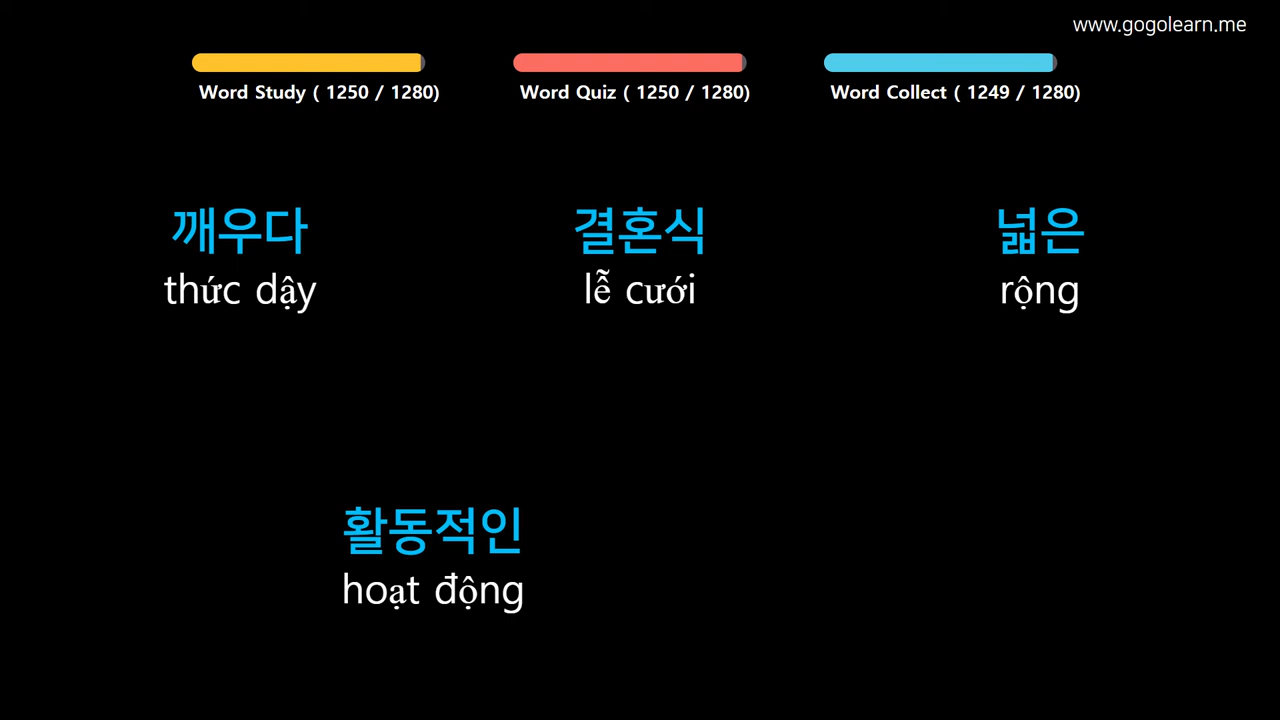 www.gogolearn.me
Word Study ( 1250 / 1280)
Word Quiz ( 1250 / 1280)
Word Collect ( 1249 / 1280)
깨우다
thức dậy
결혼식
lễ cưới
넓은
rộng
활동적인
hoạt động